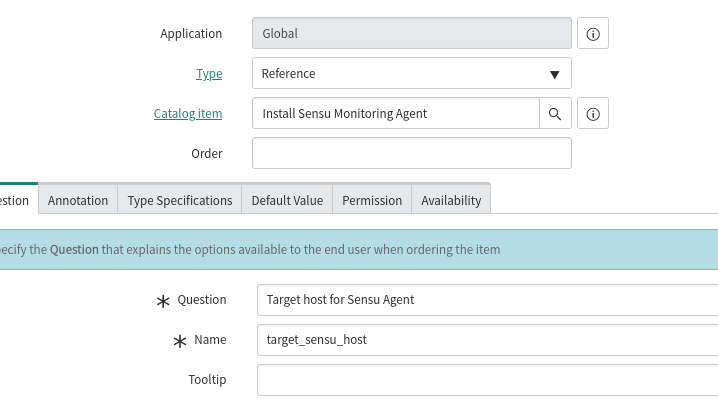 Application Global
Type Reference
Catalog item Install Sensu Monitoring Agent
Order
estion Annotation Type Specifications Default Value Permission Availability
ecify the Question that explains the options available to the end user when ordering the item
Question Target host for Sensu Agent
Name target_sensu_host
Tooltip